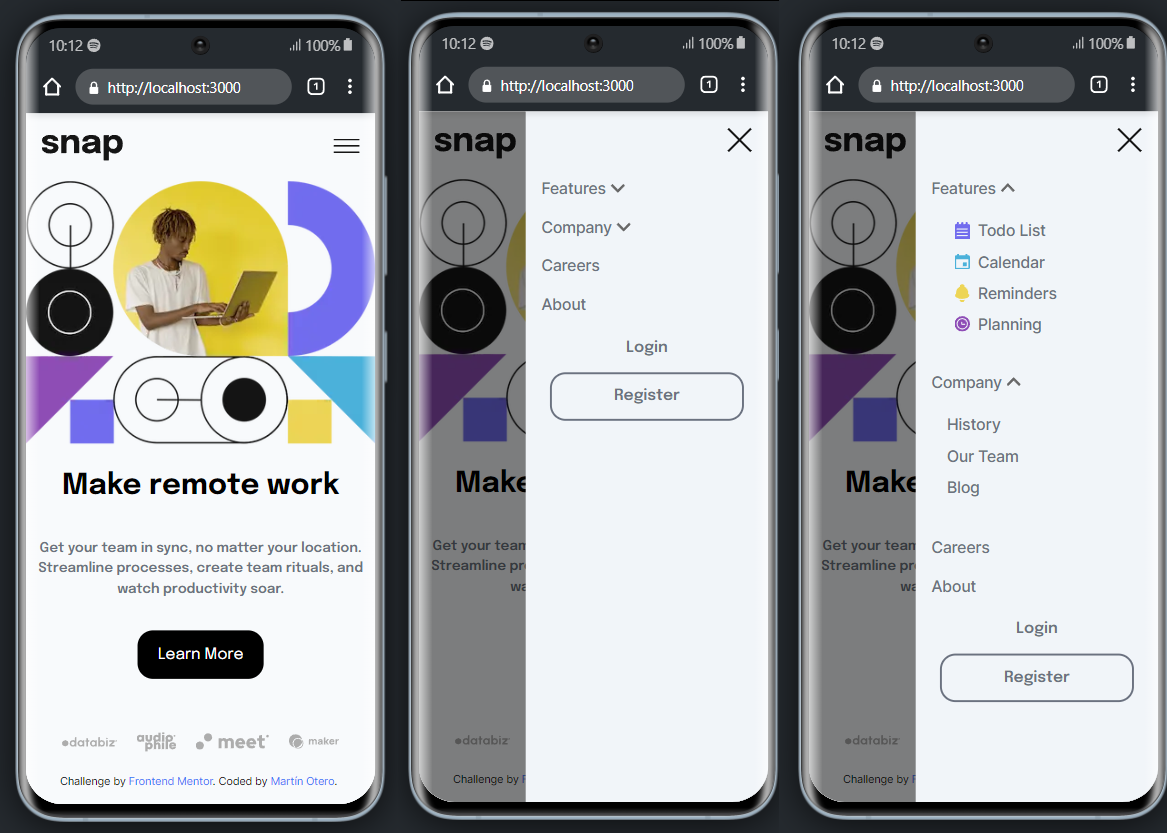 10:12 100%
http://localhost:3000 1
snap
Make remote work
Get your team in sync, no matter your location.
Streamline processes, create team rituals, and
watch productivity soar.
Learn More
databiz audiophile meet maker
Challenge by Frontend Mentor. Coded by Martín Otero.
10:12 100%
http://localhost:3000 1
snap
Features
Company
Careers
About
Login
Register
Make
Get your team
Streamline pr
wa
databiz
Challenge by F
10:12 100%
http://localhost:3000 1
snap
Features
Todo List
Calendar
Reminders
Planning
Company
History
Our Team
Blog
Careers
About
Login
Register
Make
Get your team
Streamline pr
wa
databiz
Challenge by F